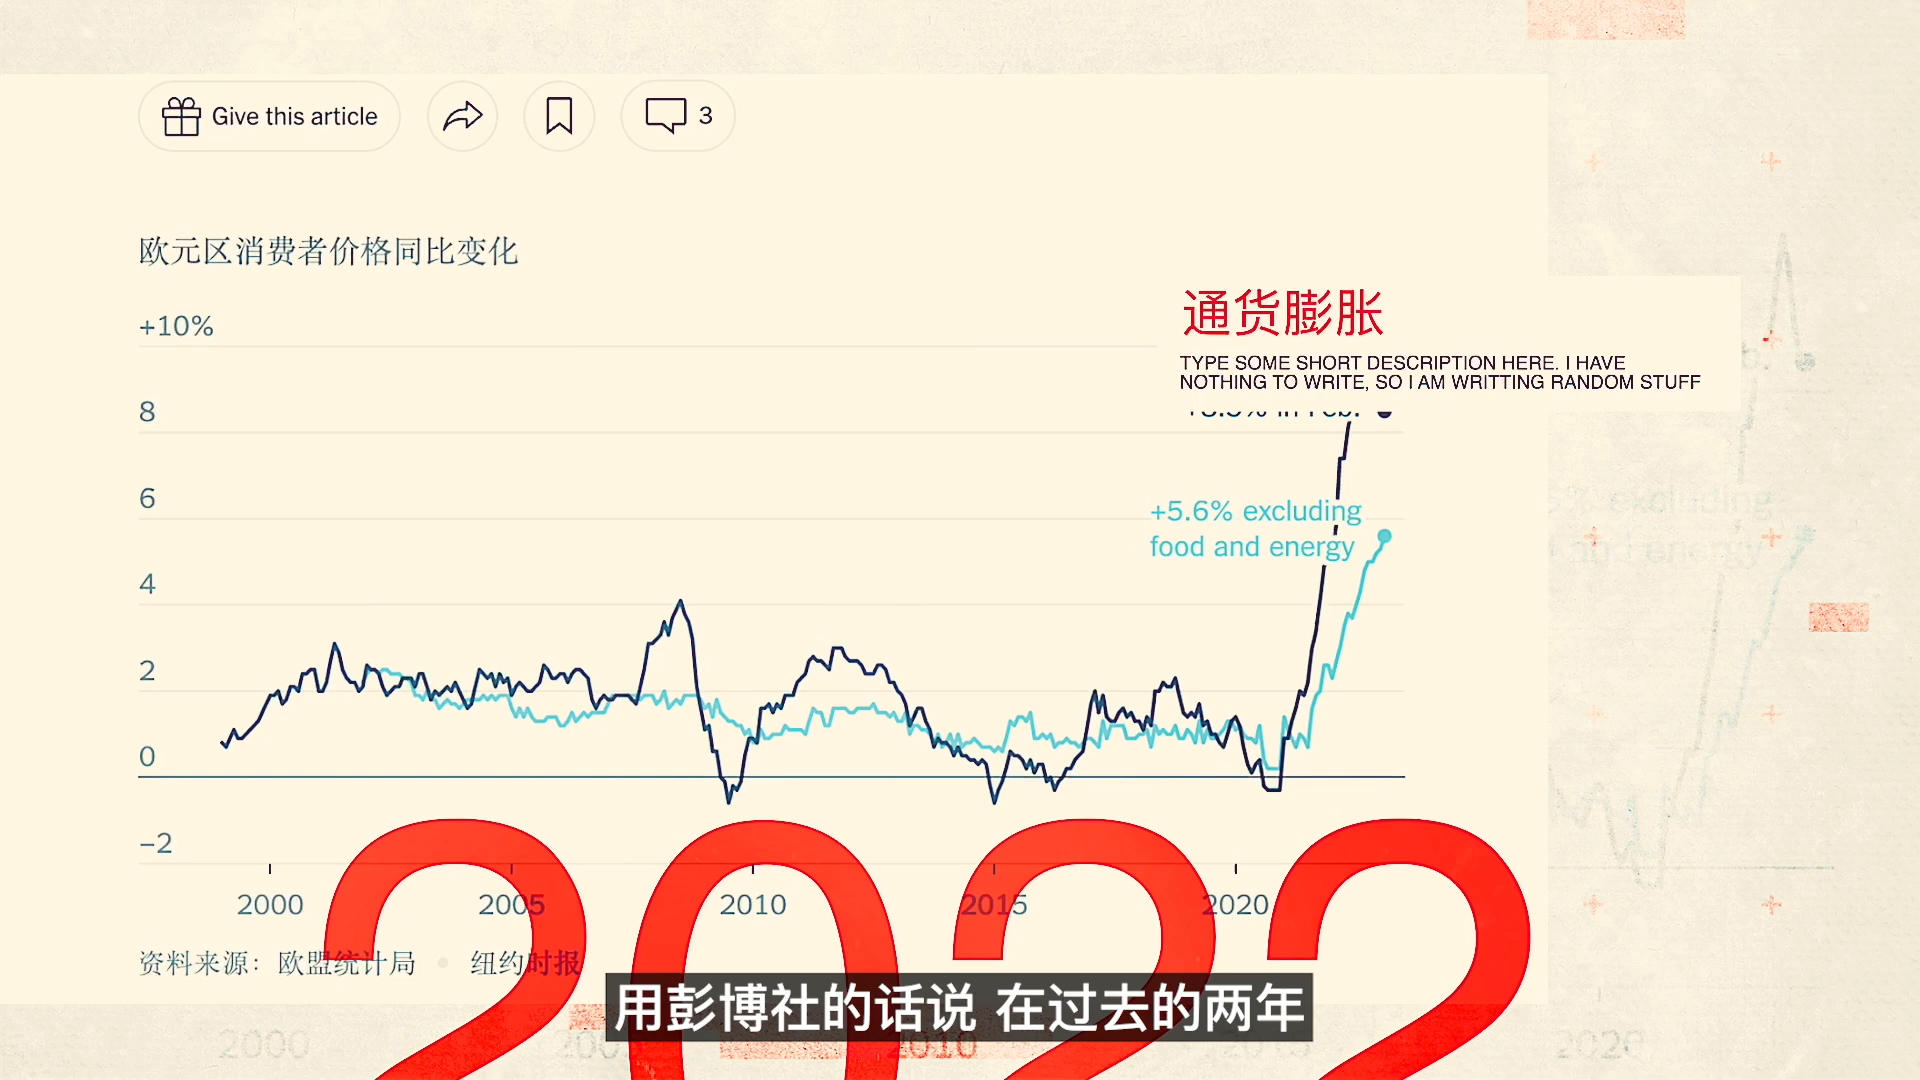 Give this article
3
欧元区消费者价格同比变化
通货膨胀
TYPE SOME SHORT DESCRIPTION HERE. I HAVE
NOTHING TO WRITE, SO I AM WRITTING RANDOM STUFF
+10%
8
6
+5.6% excluding
food and energy
4
2
0
−2
2000 2005 2010 2015 2020
资料来源：欧盟统计局 • 纽约时报
2022
用彭博社的话说 在过去的两年
2000 2010 2020